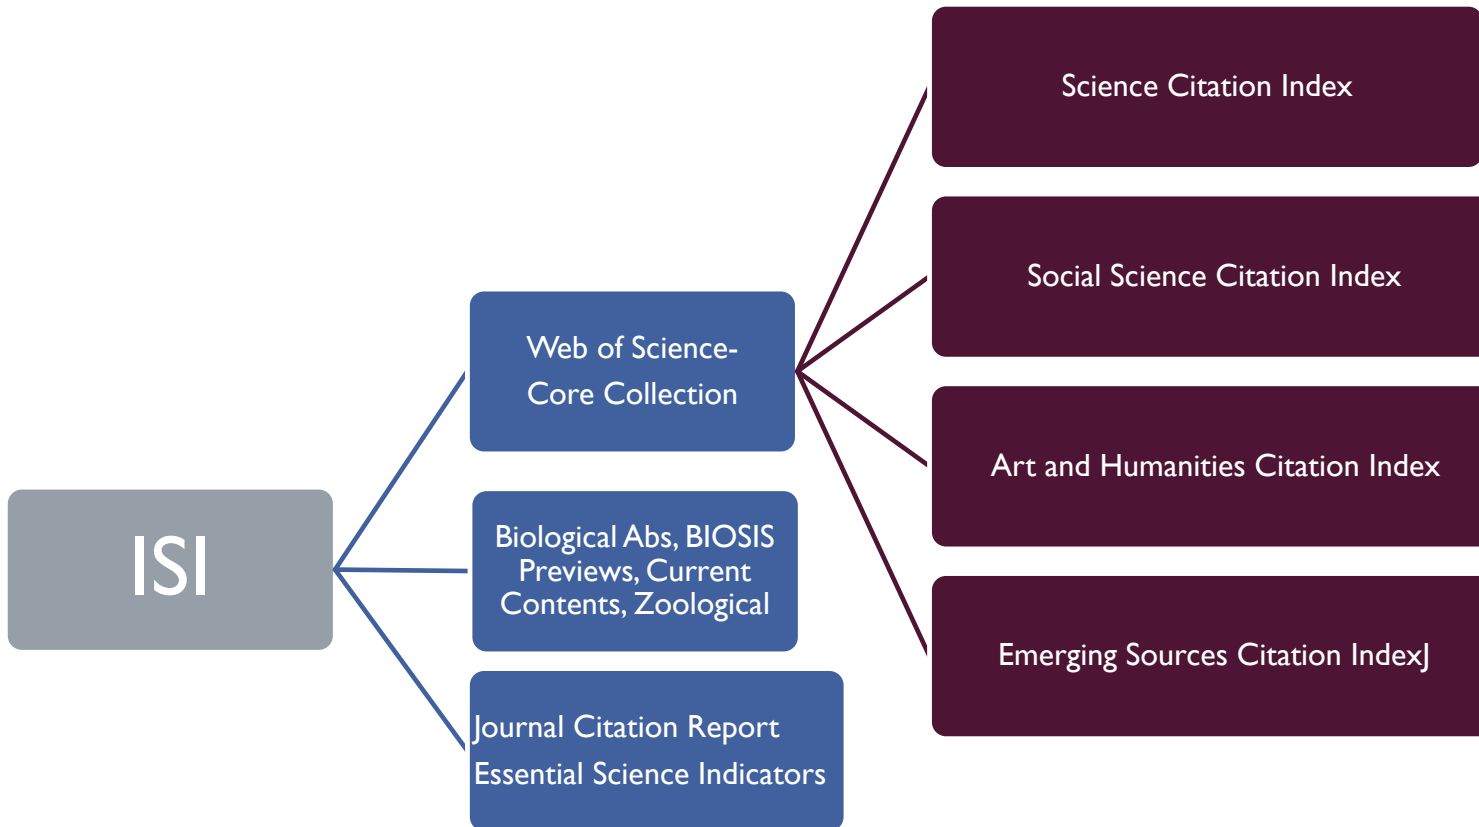 ISI
Web of Science-
Core Collection
Biological Abs, BIOSIS
Previews, Current
Contents, Zoological
Journal Citation Report
Essential Science Indicators
Science Citation Index
Social Science Citation Index
Art and Humanities Citation Index
Emerging Sources Citation IndexJ